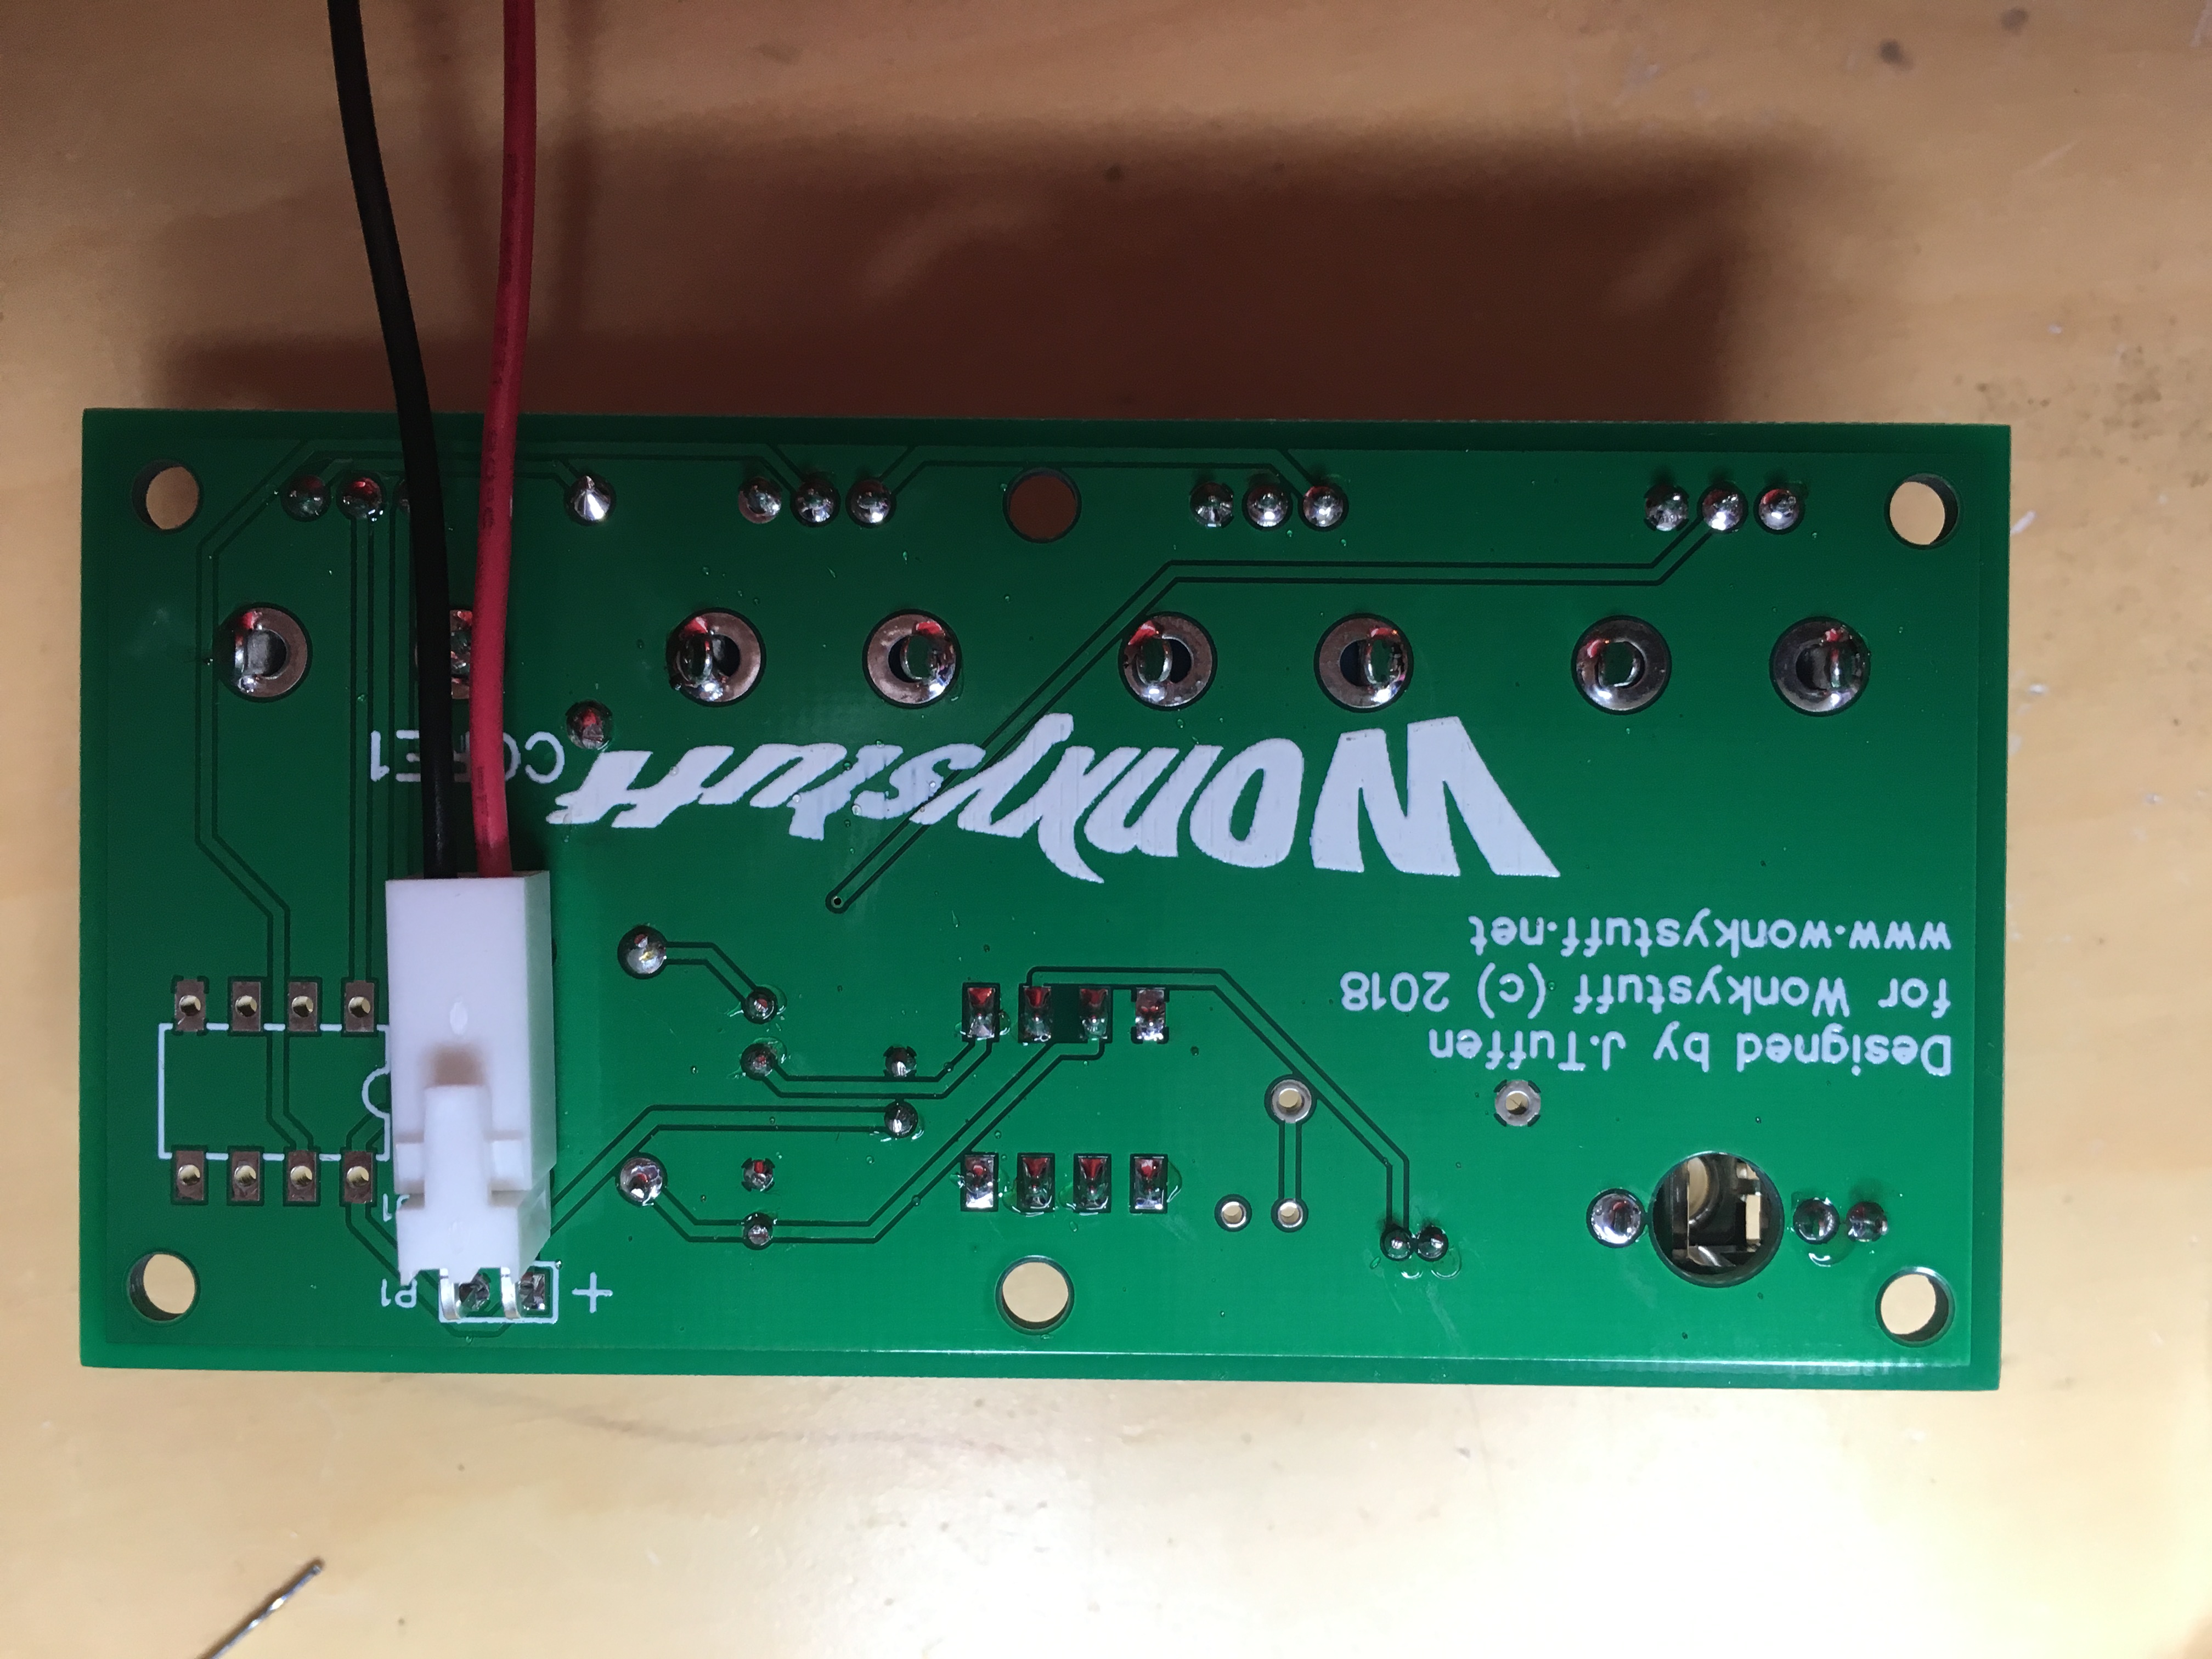 + P1
Designed by J.Tuffen
for Wonkystuff (c) 2018
www.wonkystuff.net
Wonkystuff